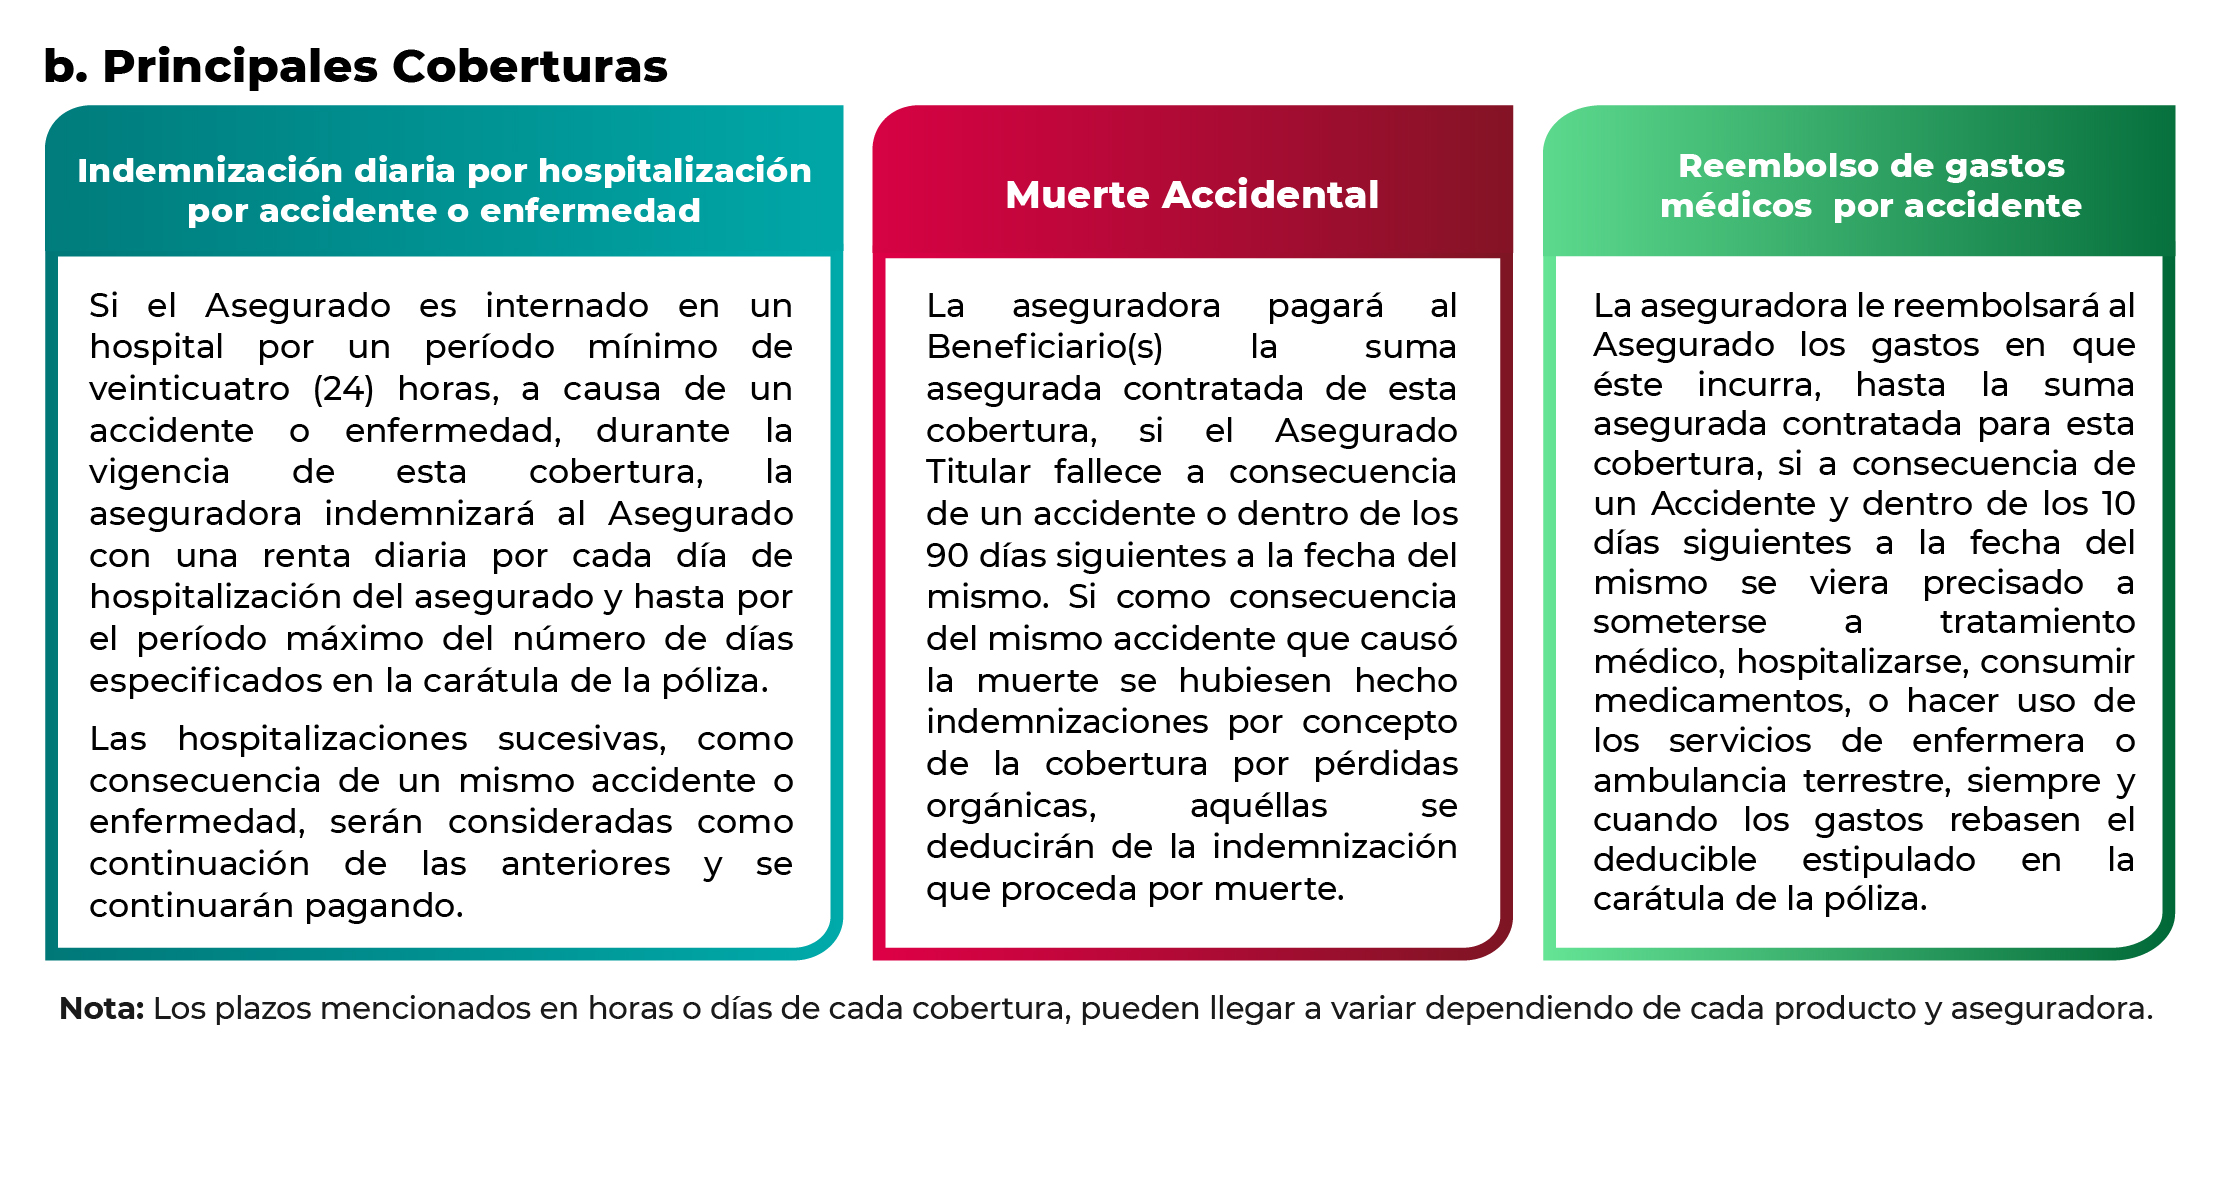 b. Principales Coberturas
Indemnización diaria por hospitalización
por accidente o enfermedad
Si el Asegurado es internado en un
hospital por un período mínimo de
veinticuatro (24) horas, a causa de un
accidente o enfermedad, durante la
vigencia de esta cobertura, la
aseguradora indemnizará al Asegurado
con una renta diaria por cada día de
hospitalización del asegurado y hasta por
el período máximo del número de días
especificados en la carátula de la póliza.
Las hospitalizaciones sucesivas, como
consecuencia de un mismo accidente o
enfermedad, serán consideradas como
continuación de las anteriores y se
continuarán pagando.
Muerte Accidental
La aseguradora pagará al
Beneficiario(s) la suma
asegurada contratada de esta
cobertura, si el Asegurado
Titular fallece a consecuencia
de un accidente o dentro de los
90 días siguientes a la fecha del
mismo. Si como consecuencia
del mismo accidente que causó
la muerte se hubiesen hecho
indemnizaciones por concepto
de la cobertura por pérdidas
orgánicas, aquéllas se
deducirán de la indemnización
que proceda por muerte.
Reembolso de gastos
médicos por accidente
La aseguradora le reembolsará al
Asegurado los gastos en que
éste incurra, hasta la suma
asegurada contratada para esta
cobertura, si a consecuencia de
un Accidente y dentro de los 10
días siguientes a la fecha del
mismo se viera precisado a
someterse a tratamiento
médico, hospitalizarse, consumir
medicamentos, o hacer uso de
los servicios de enfermera o
ambulancia terrestre, siempre y
cuando los gastos rebasen el
deducible estipulado en la
carátula de la póliza.
Nota: Los plazos mencionados en horas o días de cada cobertura, pueden llegar a variar dependiendo de cada producto y aseguradora.